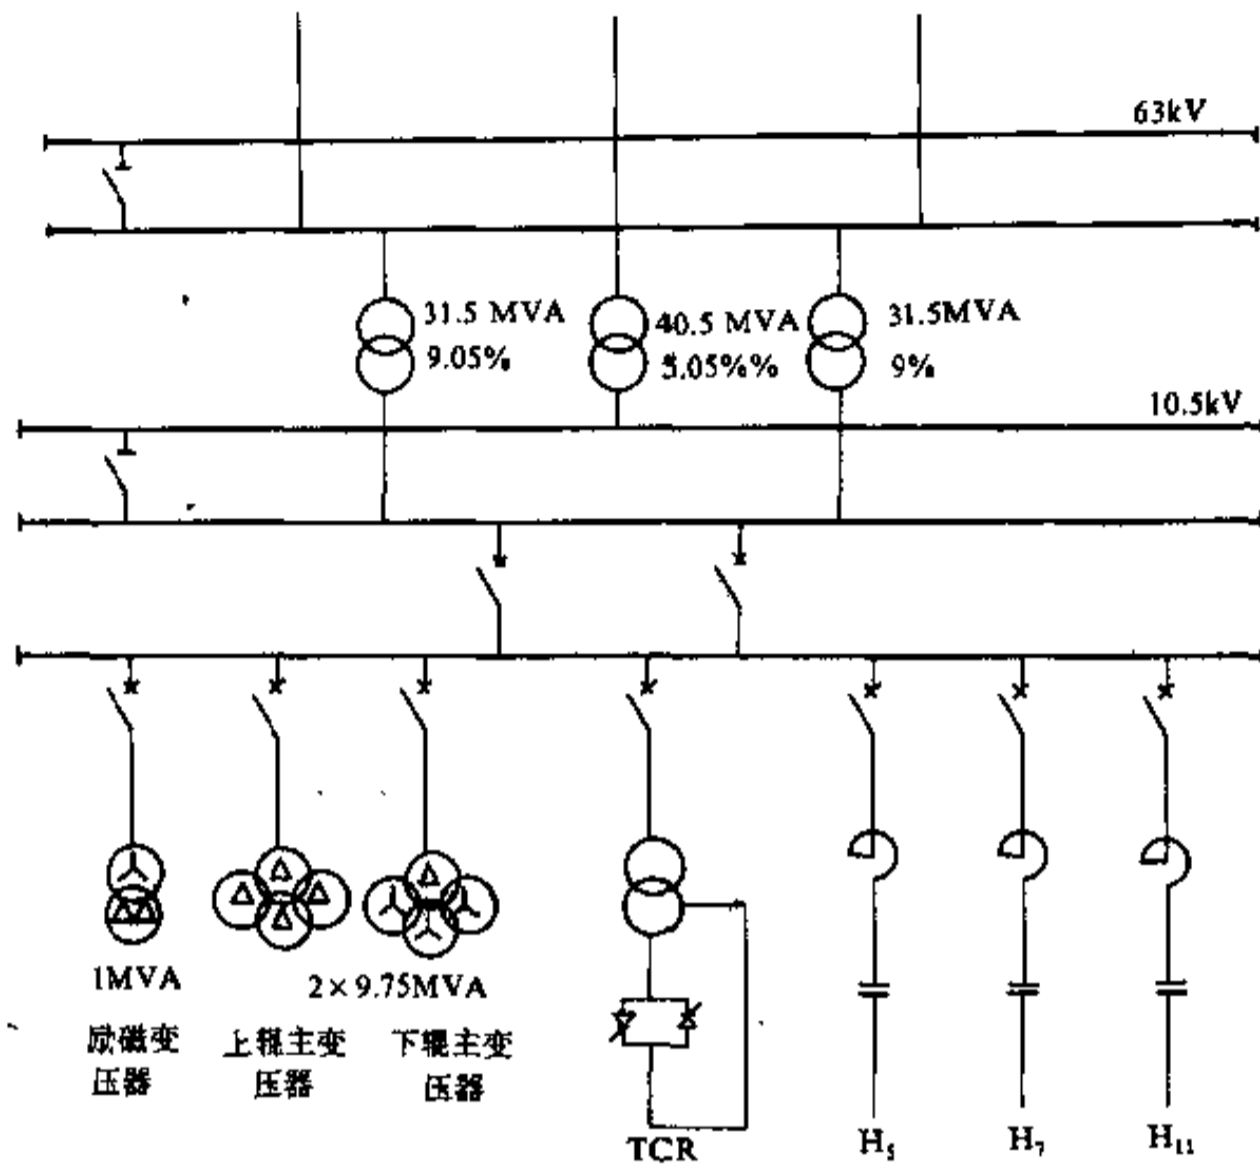 63kV
31.5 MVA
9.05%
40.5 MVA
5.05%%
31.5MVA
9%
10.5kV
1MVA
2×9.75MVA
励磁变
压器
上辊主变
压器
下辊主变
压器
TCR
H₅
H₇
H₁₁